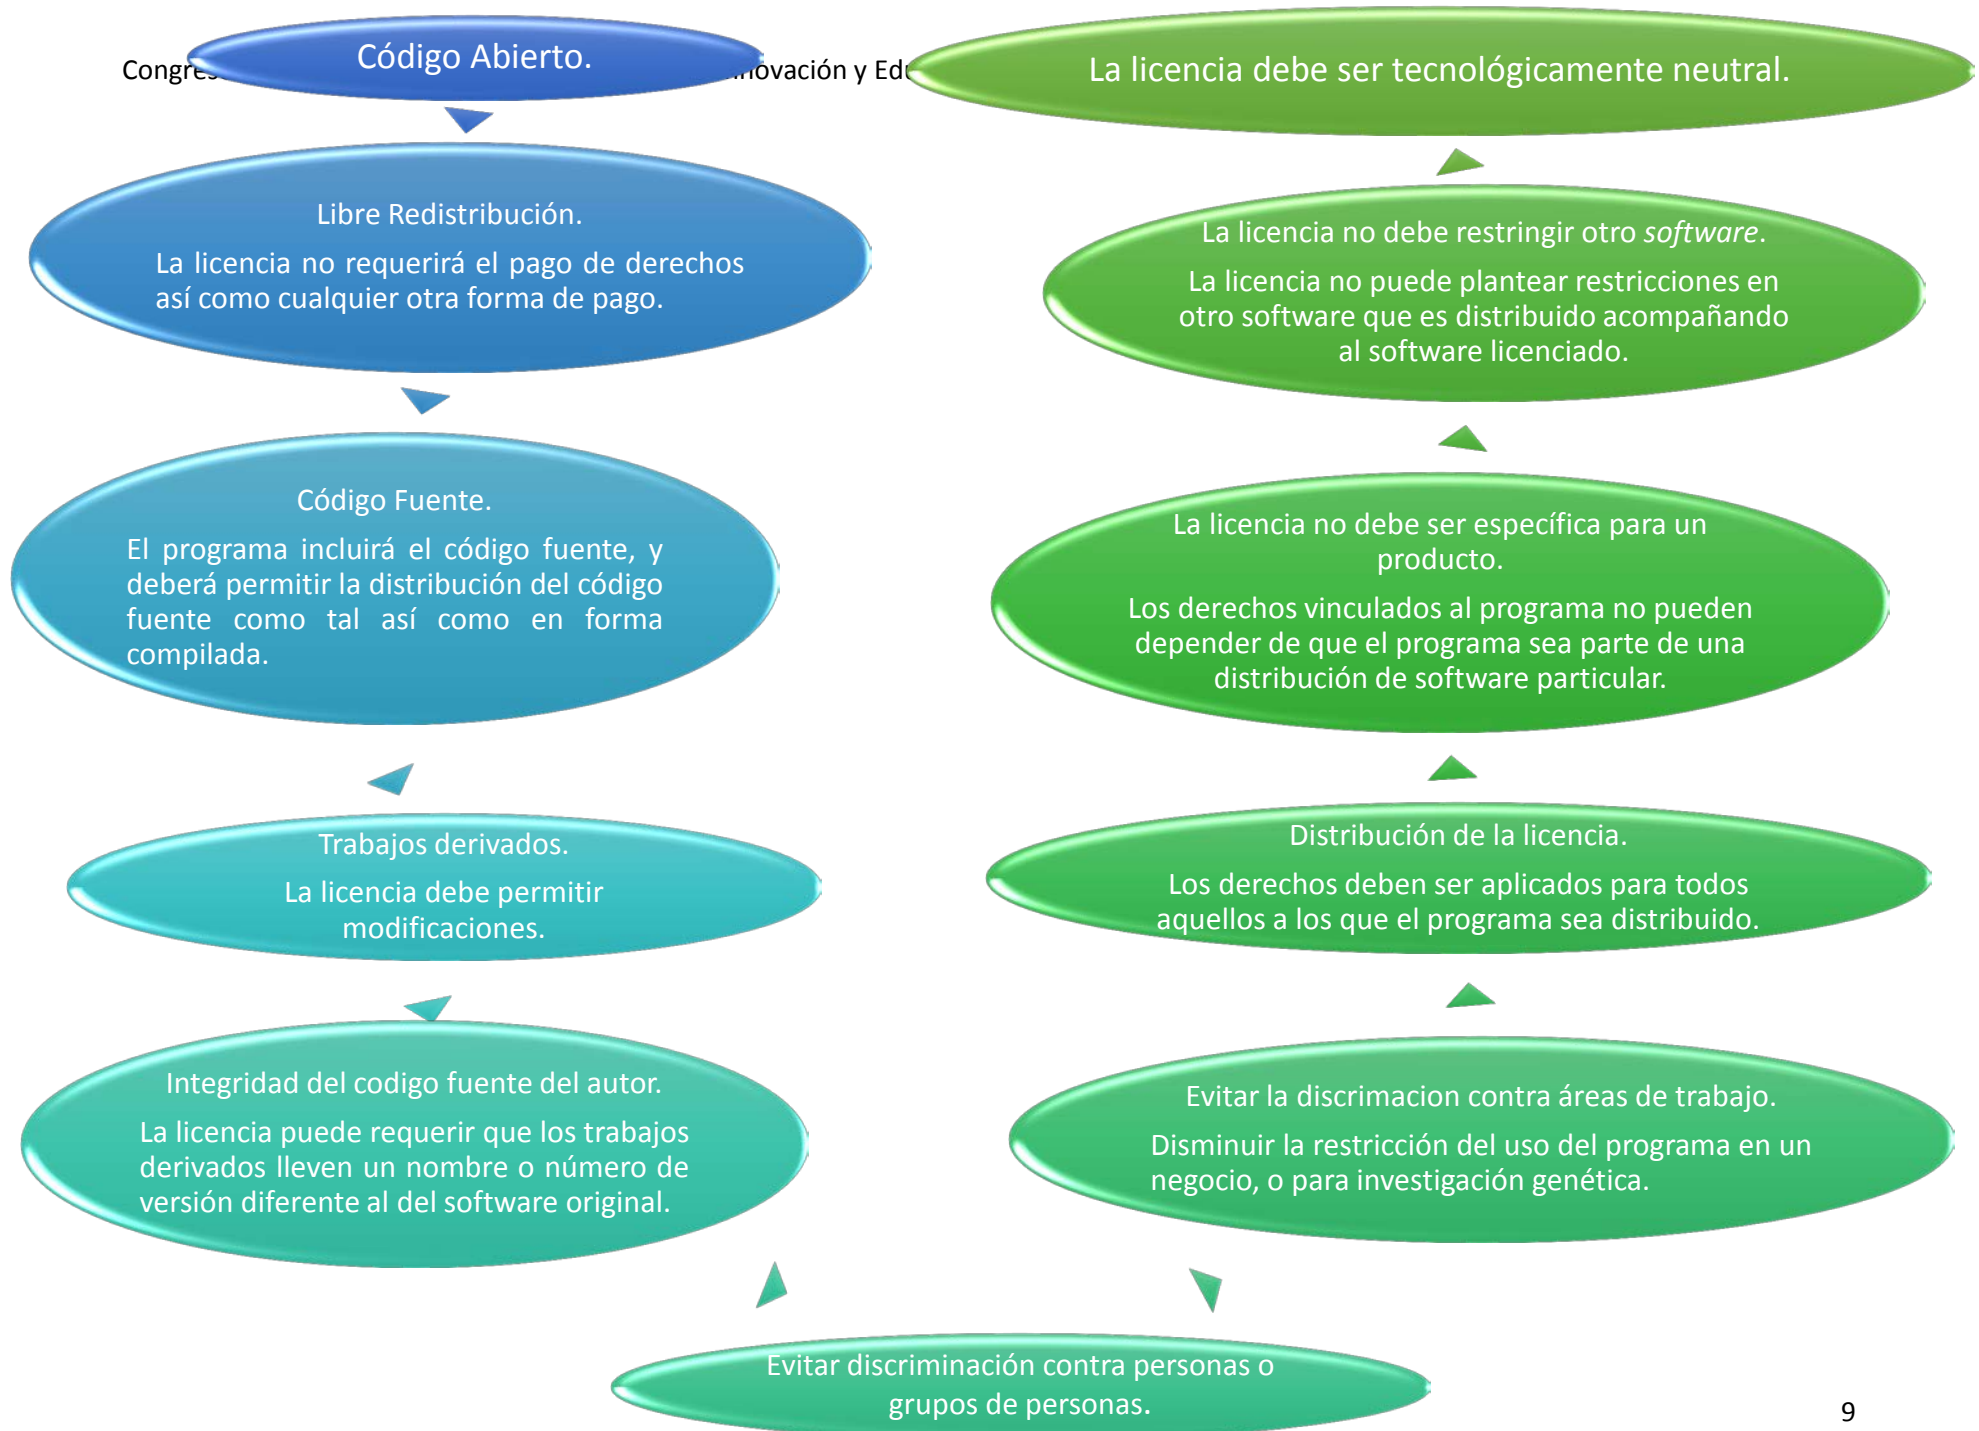 Código Abierto.
Libre Redistribución.
La licencia no requerirá el pago de derechos
así como cualquier otra forma de pago.
Código Fuente.
El programa incluirá el código fuente, y
deberá permitir la distribución del código
fuente como tal así como en forma
compilada.
Trabajos derivados.
La licencia debe permitir
modificaciones.
Integridad del codigo fuente del autor.
La licencia puede requerir que los trabajos
derivados lleven un nombre o número de
versión diferente al del software original.
Evitar discriminación contra personas o
grupos de personas.
Evitar la discrimacion contra áreas de trabajo.
Disminuir la restricción del uso del programa en un
negocio, o para investigación genética.
Distribución de la licencia.
Los derechos deben ser aplicados para todos
aquellos a los que el programa sea distribuido.
La licencia no debe ser específica para un
producto.
Los derechos vinculados al programa no pueden
depender de que el programa sea parte de una
distribución de software particular.
La licencia no debe restringir otro software.
La licencia no puede plantear restricciones en
otro software que es distribuido acompañando
al software licenciado.
La licencia debe ser tecnológicamente neutral.
y
9